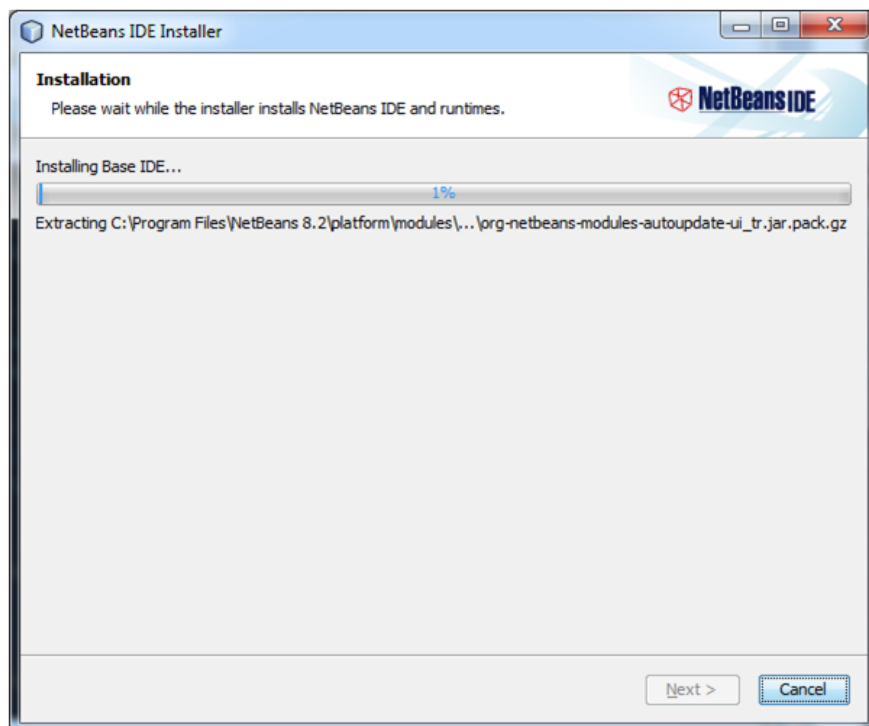 NetBeans IDE Installer
Installation
Please wait while the installer installs NetBeans IDE and runtimes.
NetBeans IDE
Installing Base IDE...
1%
Extracting C:\Program Files\NetBeans 8.2\platform\modules\...\org-netbeans-modules-autoupdate-ui_tr.jar.pack.gz
Next >
Cancel